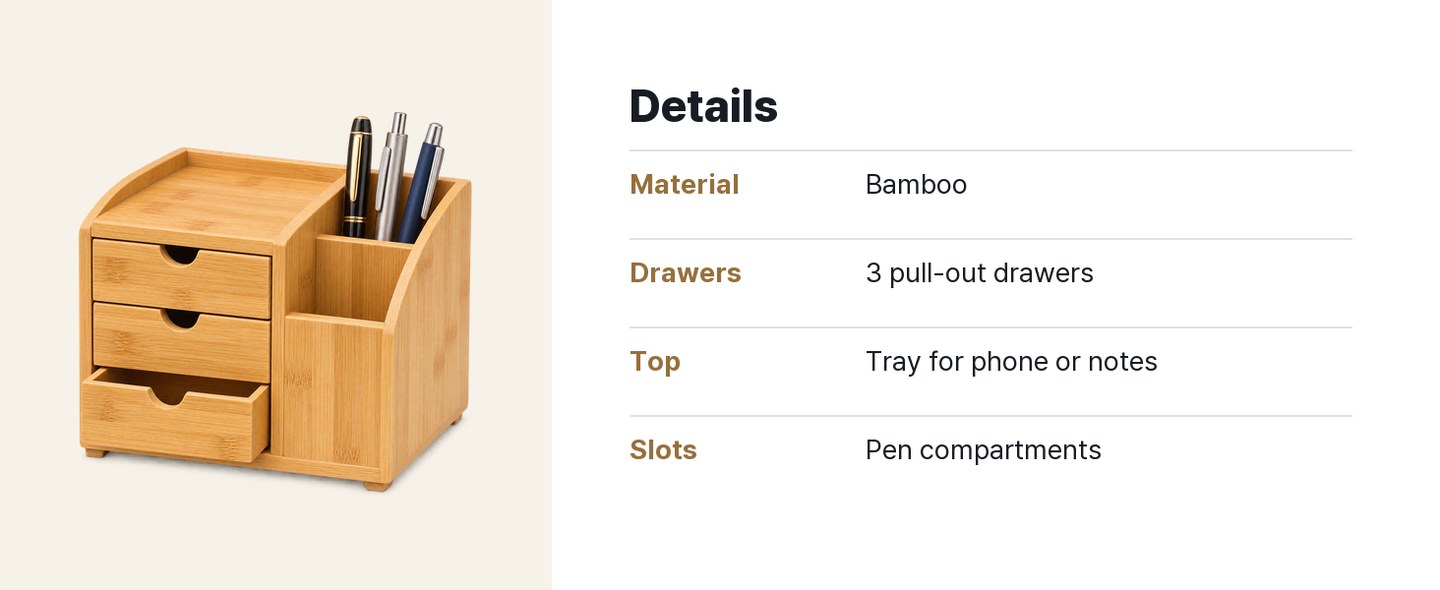 Details
Material Bamboo
Drawers 3 pull-out drawers
Top Tray for phone or notes
Slots Pen compartments